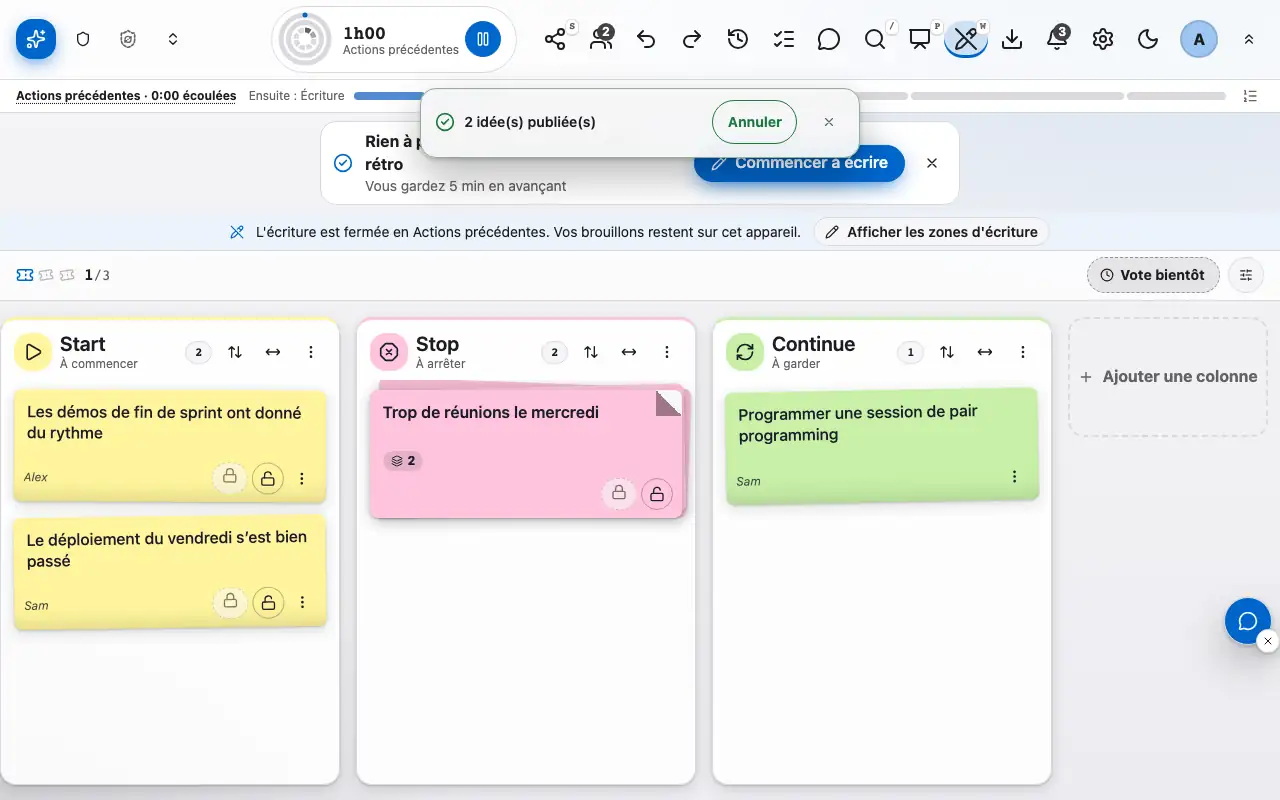 1h00
Actions précédentes
S
2
/
P
W
3
A
Actions précédentes · 0:00 écoulées
Ensuite : Écriture
2 idée(s) publiée(s)
Annuler
Rien à
rétro
Vous gardez 5 min en avançant
Commencer à écrire
L'écriture est fermée en Actions précédentes. Vos brouillons restent sur cet appareil.
Afficher les zones d'écriture
1/3
Vote bientôt
Start
À commencer
2
Les démos de fin de sprint ont donné
du rythme
Alex
Le déploiement du vendredi s’est bien
passé
Sam
Stop
À arrêter
2
Trop de réunions le mercredi
2
Continue
À garder
1
Programmer une session de pair
programming
Sam
+ Ajouter une colonne